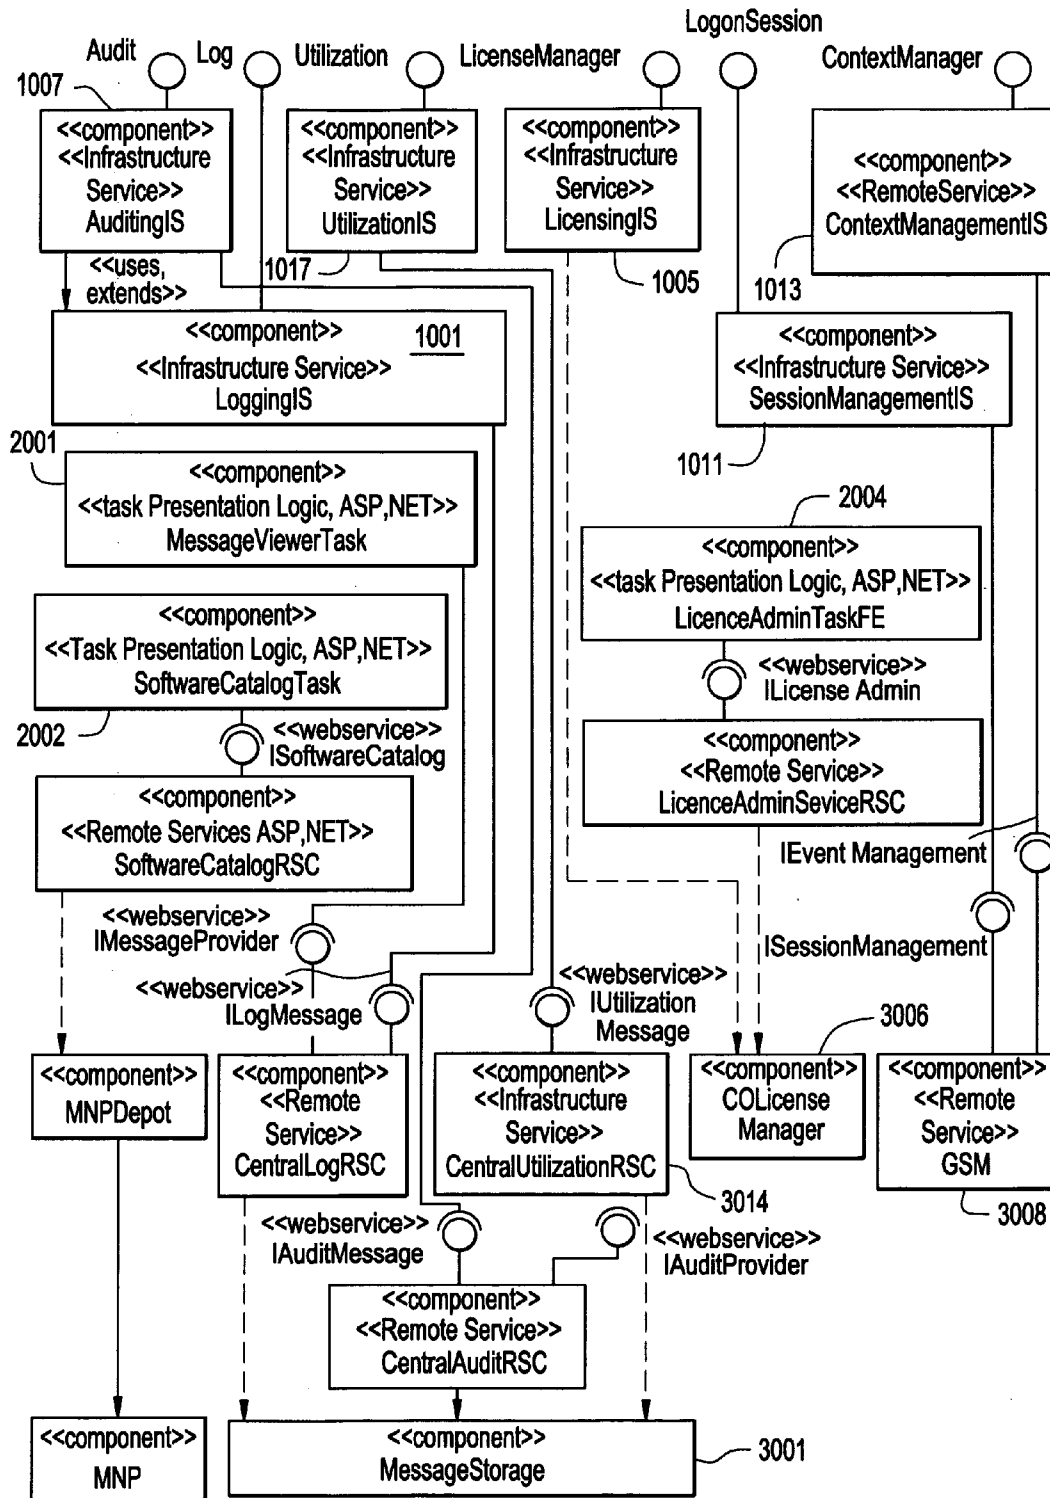 LogonSession
Audit
Log
Utilization
LicenseManager
ContextManager
1007
<<component>>
<<Infrastructure
Service>>
AuditingIS
<<component>>
<<Infrastructure
Service>>
UtilizationIS
<<component>>
<<Infrastructure
Service>>
LicensingIS
<<component>>
<<RemoteService>>
ContextManagementIS
<<uses,
extends>>
1017
1005
1013
<<component>>
1001
<<Infrastructure Service>>
LoggingIS
<<component>>
<<Infrastructure Service>>
SessionManagementIS
2001
1011
<<component>>
<<task Presentation Logic, ASP,NET>>
MessageViewerTask
2004
<<component>>
<<task Presentation Logic, ASP,NET>>
LicenceAdminTaskFE
<<component>>
<<Task Presentation Logic, ASP,NET>>
SoftwareCatalogTask
2002
<<webservice>>
ISoftwareCatalog
<<webservice>>
ILicense Admin
<<component>>
<<Remote Service>>
LicenceAdminSeviceRSC
<<component>>
<<Remote Services ASP,NET>>
SoftwareCatalogRSC
IEvent Management
<<webservice>>
IMessageProvider
ISessionManagement
<<webservice>>
ILogMessage
<<webservice>>
IUtilization
Message
3006
<<component>>
MNPDepot
<<component>>
<<Remote
Service>>
CentralLogRSC
<<component>>
<<Infrastructure
Service>>
CentralUtilizationRSC
<<component>>
COLicense
Manager
<<component>>
<<Remote
Service>>
GSM
3014
3008
<<webservice>>
IAuditMessage
<<webservice>>
IAuditProvider
<<component>>
<<Remote Service>>
CentralAuditRSC
<<component>>
MNP
<<component>>
MessageStorage
3001